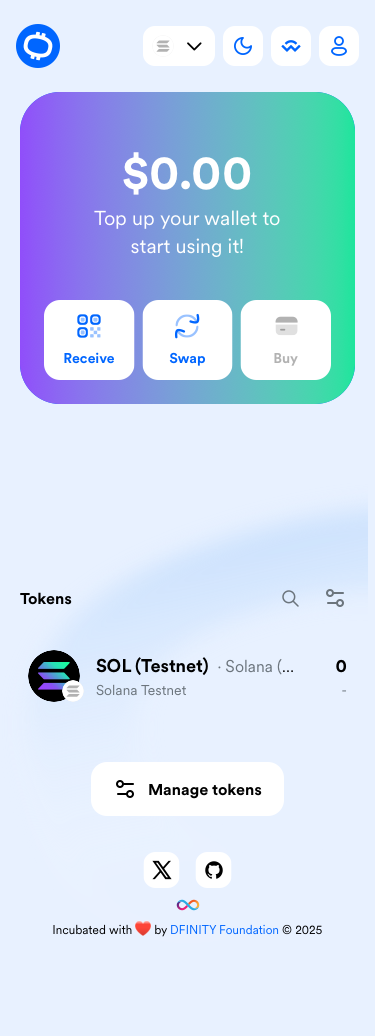 $0.00
Top up your wallet to
start using it!
Receive
Swap
Buy
Tokens
SOL (Testnet) · Solana (...
0
Solana Testnet
-
Manage tokens
Incubated with ❤️ by DFINITY Foundation © 2025